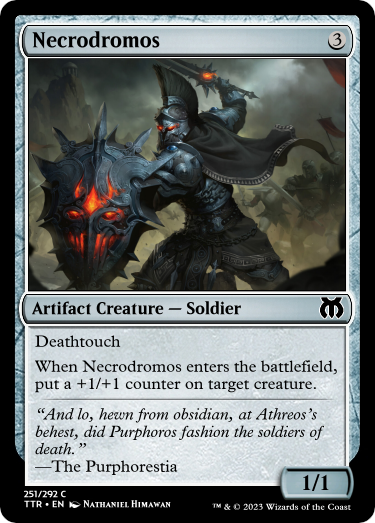 Necrodromos 3
Artifact Creature — Soldier
Deathtouch
When Necrodromos enters the battlefield,
put a +1/+1 counter on target creature.
“And lo, hewn from obsidian, at Athreos’s
behest, did Purphoros fashion the soldiers of
death.”
—The Purphorestia
1/1
251/292 C
TTR • EN Nathaniel Himawan
™ & © 2023 Wizards of the Coast